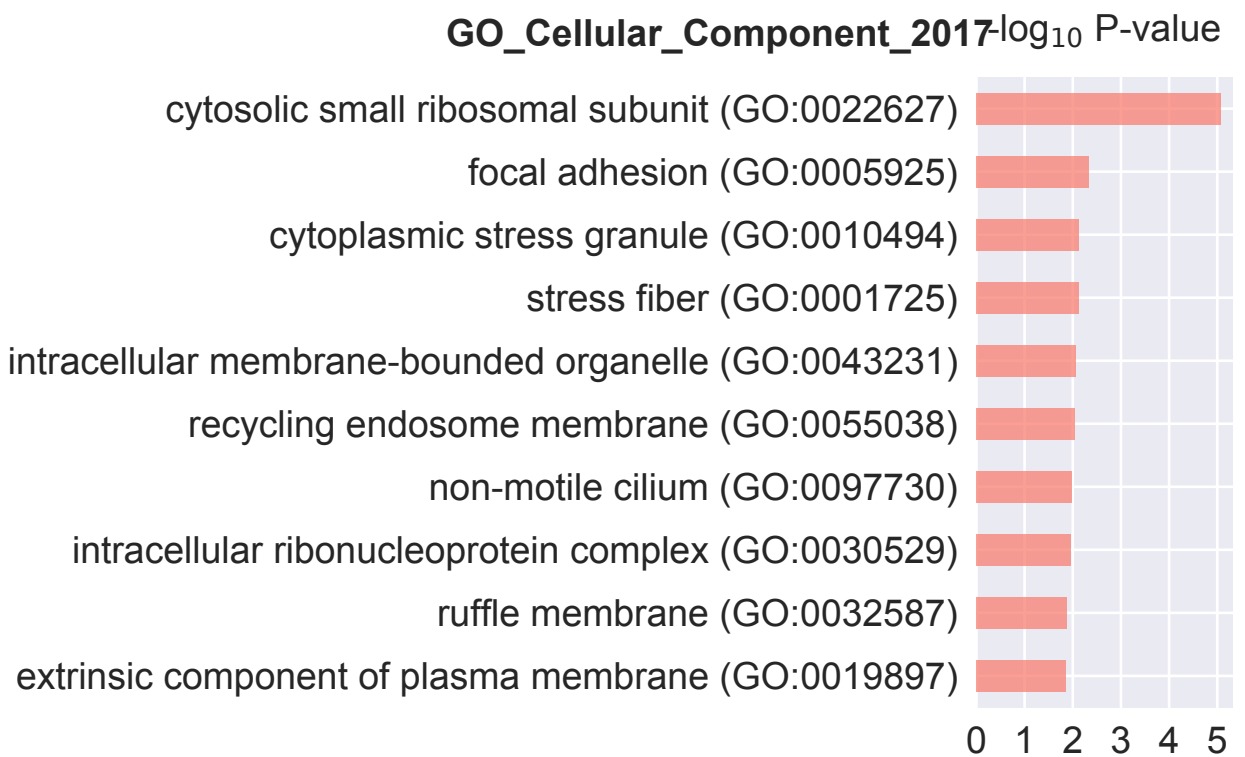 GO_Cellular_Component_2017 -log₁₀ P-value
cytosolic small ribosomal subunit (GO:0022627)
focal adhesion (GO:0005925)
cytoplasmic stress granule (GO:0010494)
stress fiber (GO:0001725)
intracellular membrane-bounded organelle (GO:0043231)
recycling endosome membrane (GO:0055038)
non-motile cilium (GO:0097730)
intracellular ribonucleoprotein complex (GO:0030529)
ruffle membrane (GO:0032587)
extrinsic component of plasma membrane (GO:0019897)
0 1 2 3 4 5